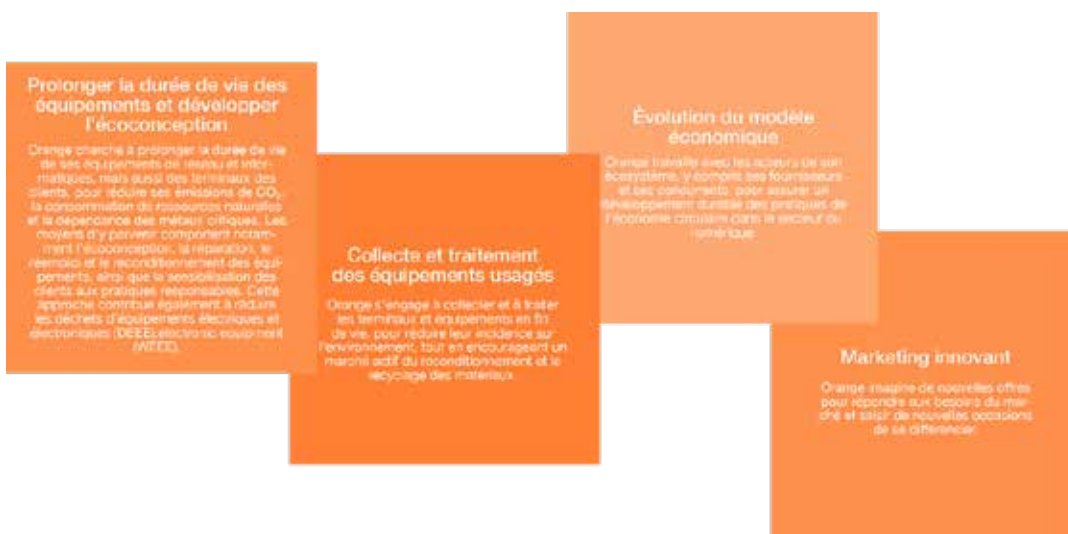 Prolonger la durée de vie des
équipements et développer
l'écoconception
Orange cherche à prolonger la durée de vie
de ses équipements de réseau et infor-
matiques, mais aussi des terminaux des
clients, pour réduire ses émissions de CO₂,
la consommation de ressources naturelles
et la dépendance des métaux critiques. Les
moyens d'y parvenir comportent notam-
ment l'écoconception, la réparation, le
réemploi et le reconditionnement des équi-
pements, ainsi que la sensibilisation des
clients aux pratiques responsables. Cette
approche contribue également à réduire
les déchets d'équipements électriques et
électroniques (DEEE).electronic equipment
(WEEE).
Collecte et traitement
des équipements usagés
Orange s'engage à collecter et à traiter
les terminaux et équipements en fin
de vie, pour réduire leur incidence sur
l'environnement, tout en encourageant un
marché actif du reconditionnement et le
recyclage des matériaux.
Évolution du modèle
économique
Orange travaille avec les acteurs de son
écosystème, y compris ses fournisseurs
et ses concurrents, pour assurer un
développement durable des pratiques de
l'économie circulaire dans le secteur du
numérique.
Marketing innovant
Orange imagine de nouvelles offres
pour répondre aux besoins du mar-
ché et saisir de nouvelles occasions
de se différencier.